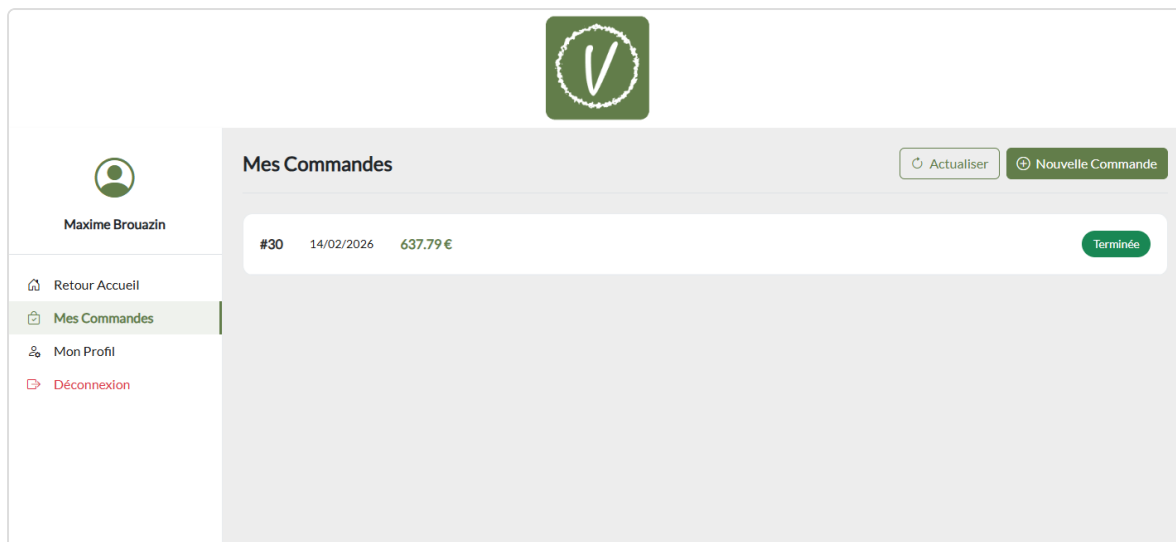 V
Maxime Brouazin
Retour Accueil
Mes Commandes
Mon Profil
Déconnexion
Mes Commandes
Actualiser
Nouvelle Commande
#30 14/02/2026 637.79 € Terminée